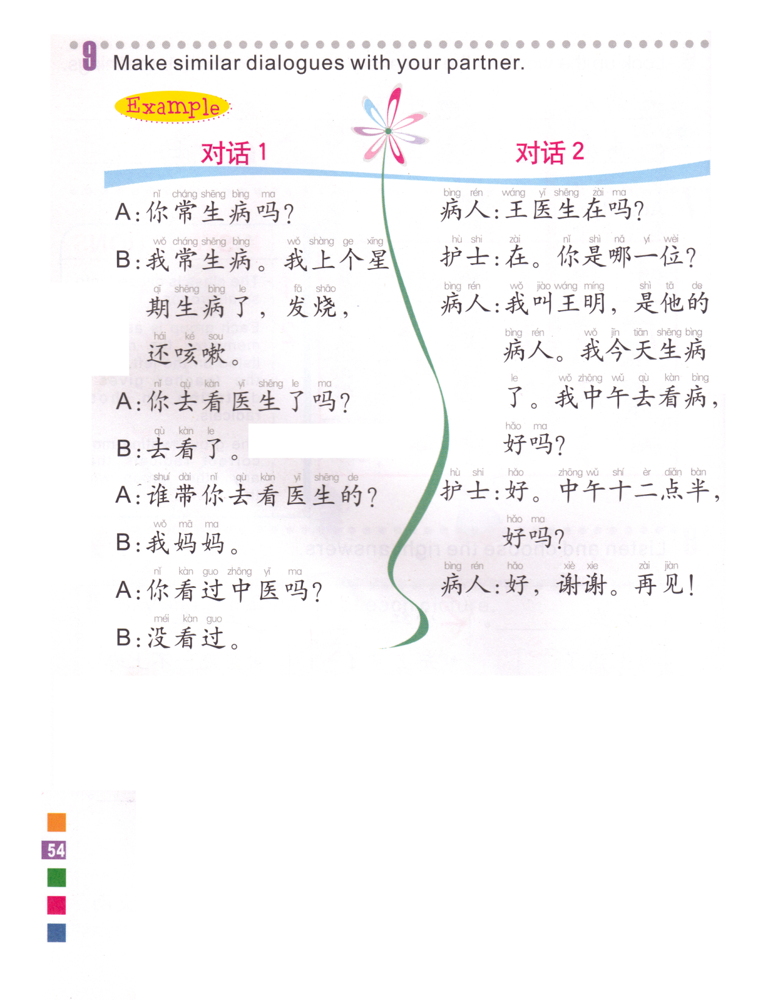 9 Make similar dialogues with your partner.
Example
对话 1
nǐ cháng shēng bìng ma
A:你常生病吗?
wǒ cháng shēng bìng wǒ shàng ge xīng
B:我常生病。我上个星
qī shēng bìng le fā shāo
期生病了，发烧，
hái ké sou
还咳嗽。
nǐ qù kàn yī shēng le ma
A:你去看医生了吗?
qù kàn le
B:去看了。
shuí dài nǐ qù kàn yī shēng de
A:谁带你去看医生的?
wǒ mā ma
B:我妈妈。
nǐ kàn guo zhōng yī ma
A:你看过中医吗?
méi kàn guo
B:没看过。
对话 2
bìng rén wáng yī shēng zài ma
病人:王医生在吗?
hù shi zài nǐ shì nǎ yí wèi
护士:在。你是哪一位?
bìng rén wǒ jiào wáng míng shì tā de
病人:我叫王明，是他的
bìng rén wǒ jīn tiān shēng bìng
病人。我今天生病
le wǒ zhōng wǔ qù kàn bìng
了。我中午去看病，
hǎo ma
好吗?
hù shi hǎo zhōng wǔ shí èr diǎn bàn
护士:好。中午十二点半，
hǎo ma
好吗?
bìng rén hǎo xiè xie zài jiàn
病人:好，谢谢。再见!
54